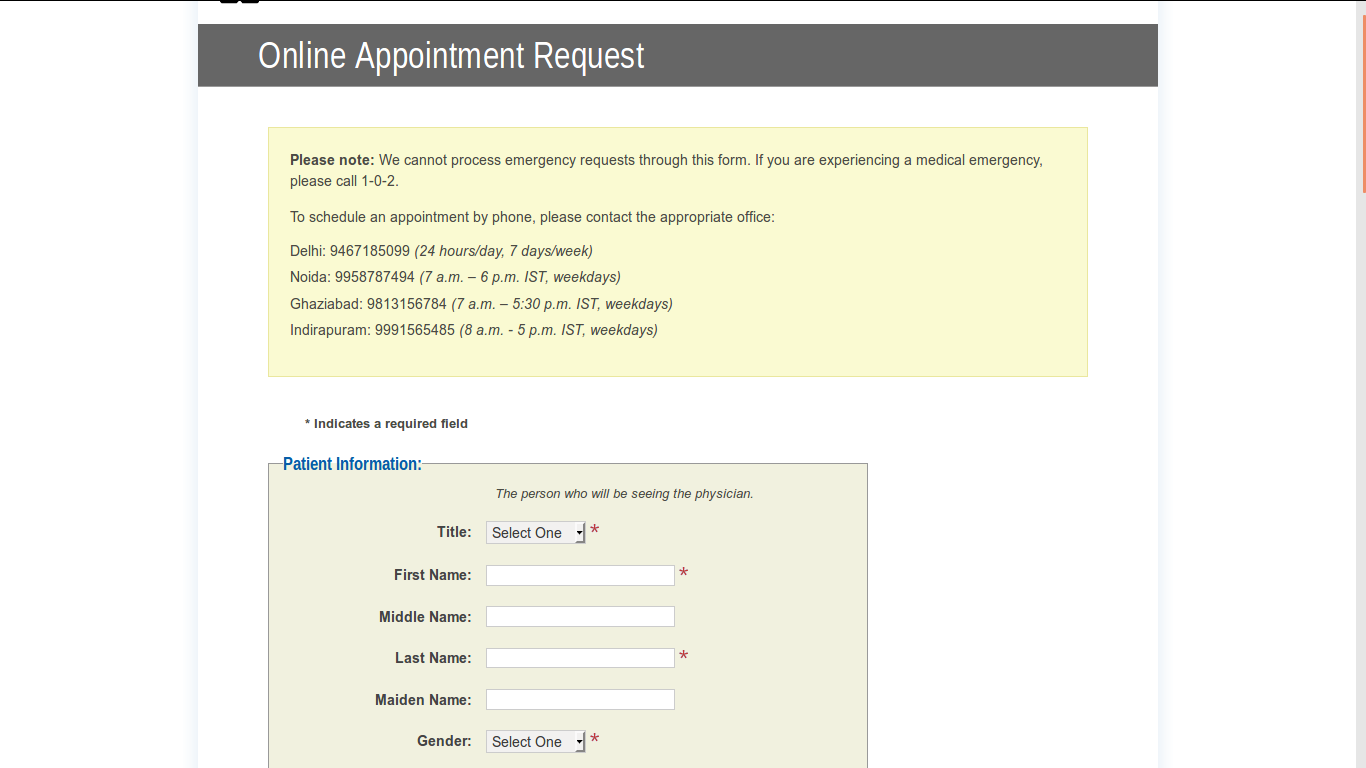 Online Appointment Request
Please note: We cannot process emergency requests through this form. If you are experiencing a medical emergency,
please call 1-0-2.
To schedule an appointment by phone, please contact the appropriate office:
Delhi: 9467185099 (24 hours/day, 7 days/week)
Noida: 9958787494 (7 a.m. – 6 p.m. IST, weekdays)
Ghaziabad: 9813156784 (7 a.m. – 5:30 p.m. IST, weekdays)
Indirapuram: 9991565485 (8 a.m. - 5 p.m. IST, weekdays)
* Indicates a required field
Patient Information:
The person who will be seeing the physician.
Title: Select One *
First Name: *
Middle Name:
Last Name: *
Maiden Name:
Gender: Select One *